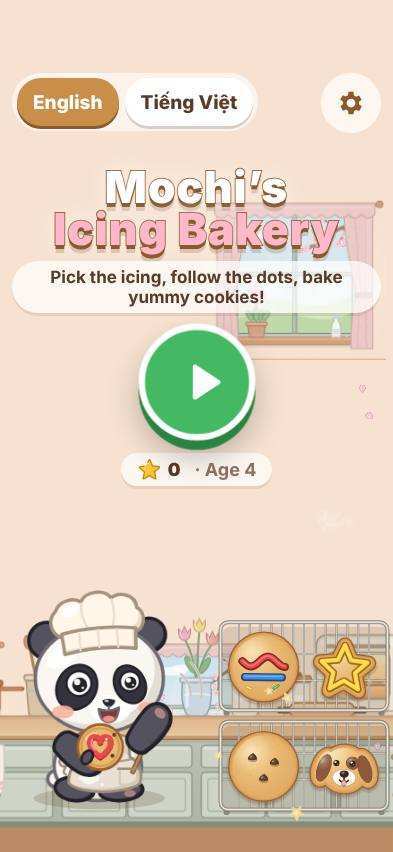 English
Tiếng Việt
Mochi's
Icing Bakery
Pick the icing, follow the dots, bake
yummy cookies!
0 · Age 4